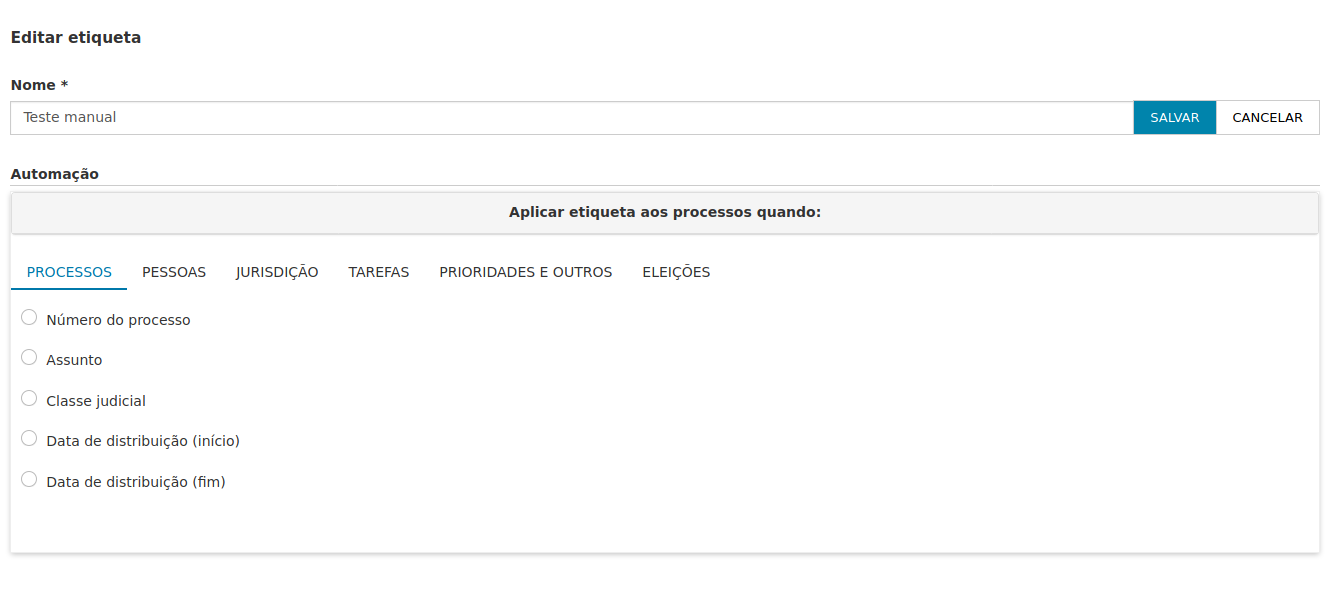 Editar etiqueta
Nome *
Teste manual
SALVAR
CANCELAR
Automação
Aplicar etiqueta aos processos quando:
PROCESSOS PESSOAS JURISDIÇÃO TAREFAS PRIORIDADES E OUTROS ELEIÇÕES
Número do processo
Assunto
Classe judicial
Data de distribuição (início)
Data de distribuição (fim)